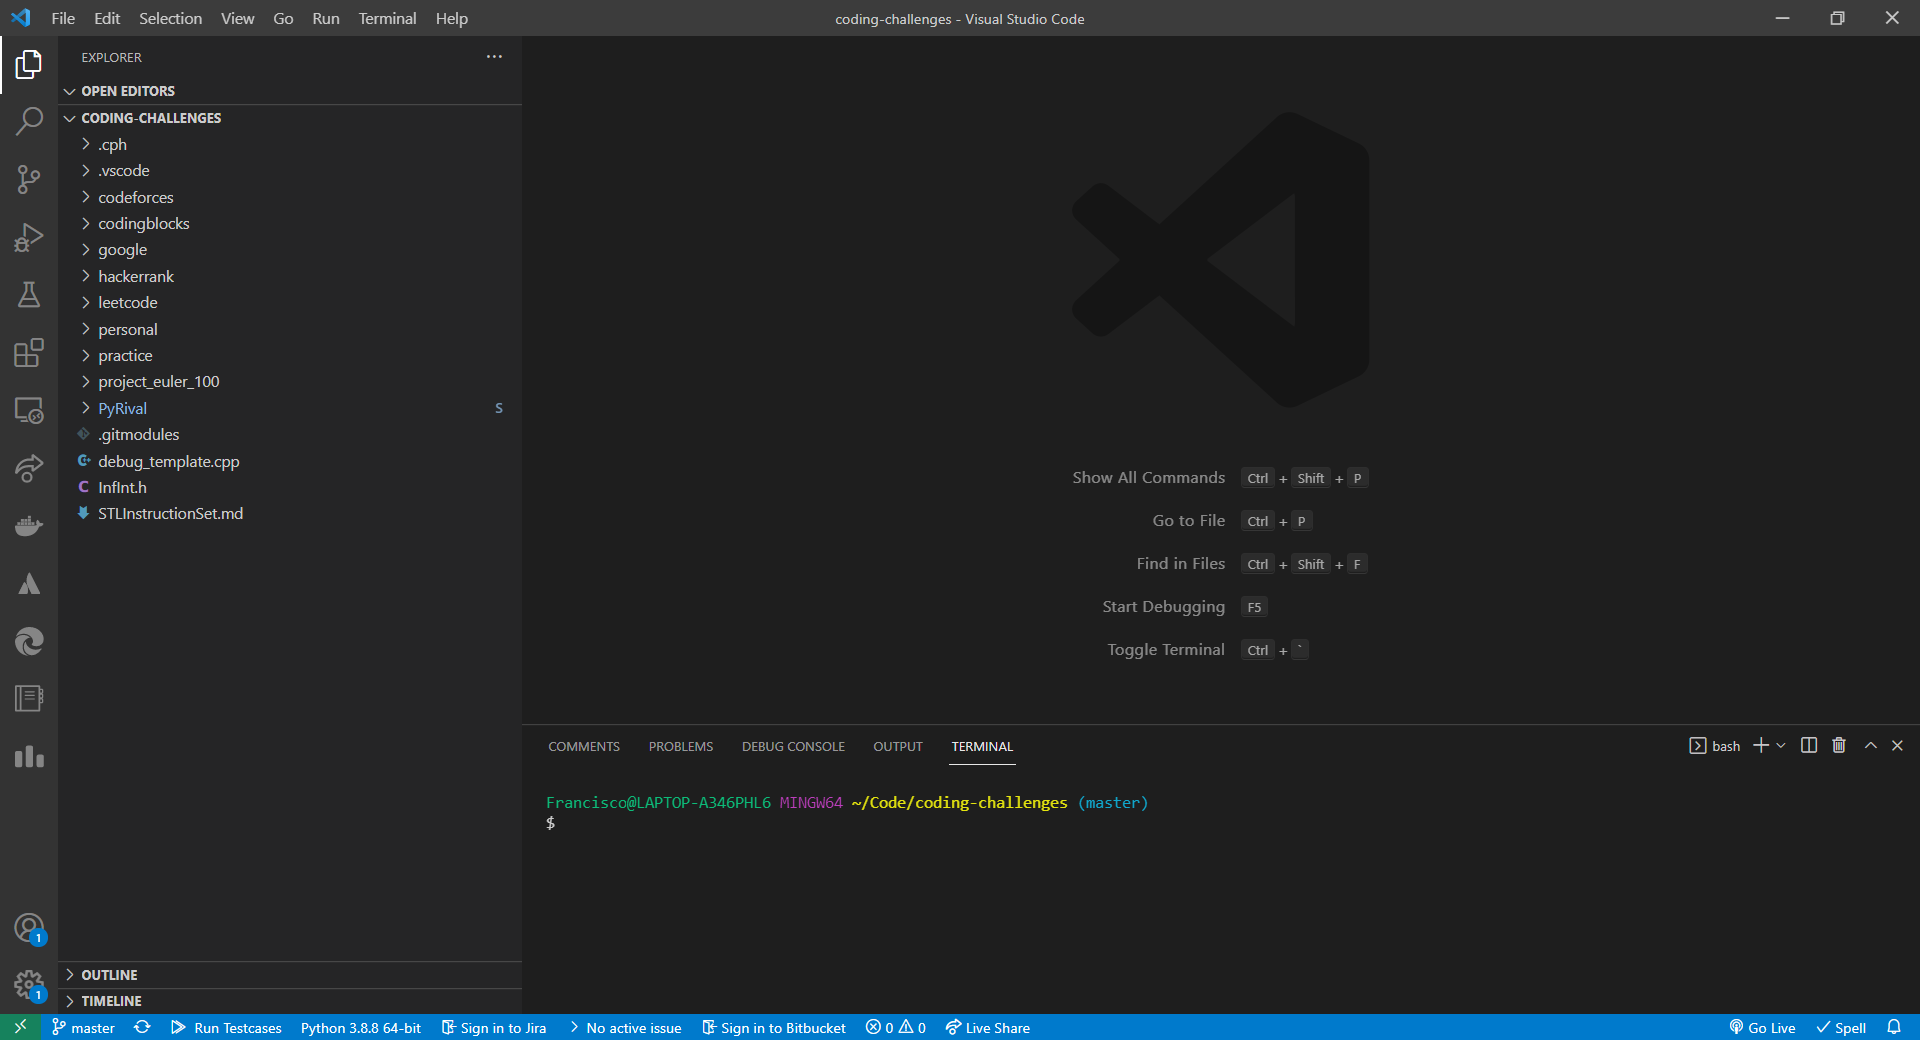 File Edit Selection View Go Run Terminal Help
coding-challenges - Visual Studio Code
EXPLORER
OPEN EDITORS
CODING-CHALLENGES
.cph
.vscode
codeforces
codingblocks
google
hackerrank
leetcode
personal
practice
project_euler_100
PyRival S
.gitmodules
debug_template.cpp
InfInt.h
STLInstructionSet.md
Show All Commands Ctrl + Shift + P
Go to File Ctrl + P
Find in Files Ctrl + Shift + F
Start Debugging F5
Toggle Terminal Ctrl + `
COMMENTS PROBLEMS DEBUG CONSOLE OUTPUT TERMINAL
bash
Francisco@LAPTOP-A346PHL6 MINGW64 ~/Code/coding-challenges (master)
$
1
1
OUTLINE
TIMELINE
master Run Testcases Python 3.8.8 64-bit Sign in to Jira No active issue Sign in to Bitbucket 0 0 Live Share Go Live Spell